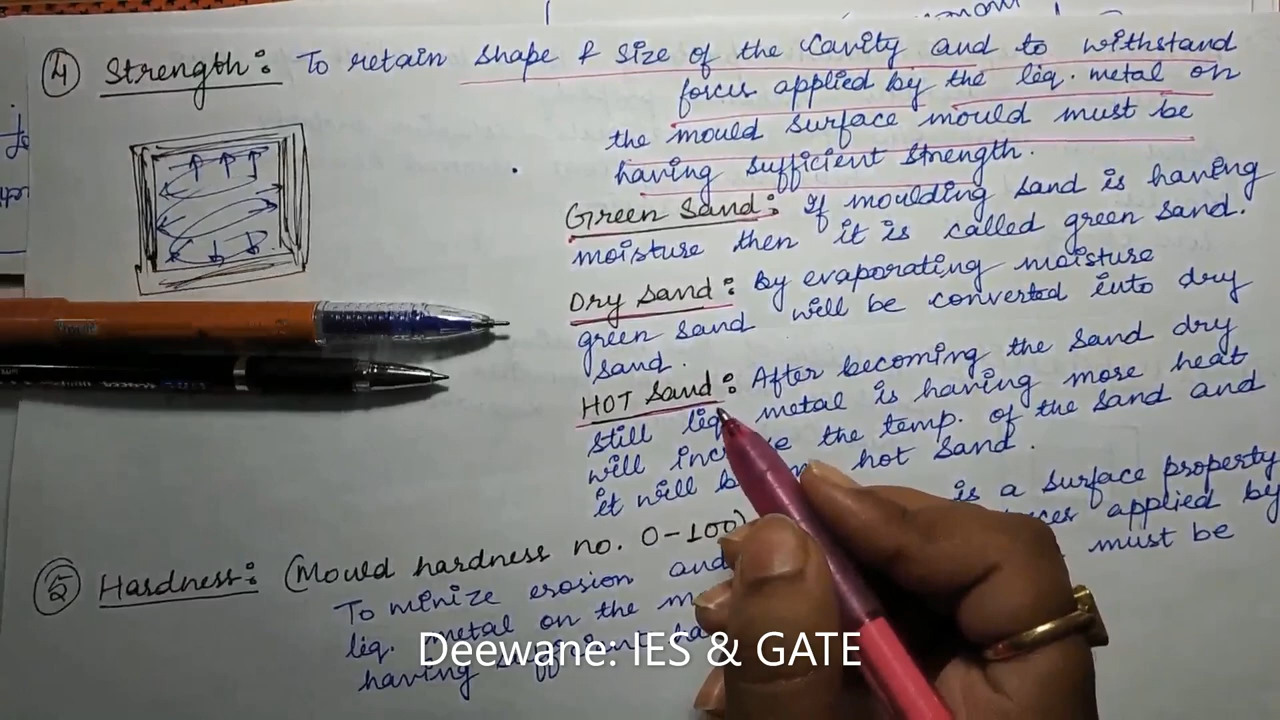 ④ Strength: To retain shape & size of the cavity and to withstand
forces applied by the liq. metal on
the mould surface mould must be
having sufficient strength.
Green Sand: If moulding sand is having
moisture then it is called green sand.
Dry Sand: By evaporating moisture
green sand will be converted into dry
sand.
HOT Sand: After becoming the sand dry
still liq metal is having more heat
will the temp. of the sand and
it will hot sand.
⑤ Hardness: (Mould hardness no. 0-100) is a surface property
To minize erosion and applied by
liq. metal on the must be
having sufficient
Deewane: IES & GATE